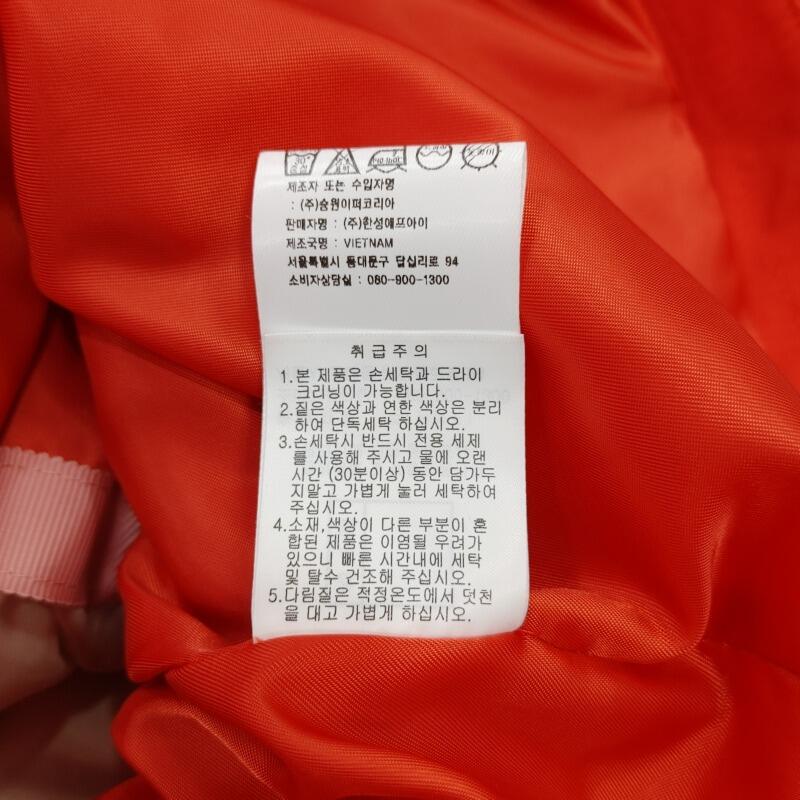 제조자 또는 수입자명
: (주)승원이퍼코리아
판매자명 : (주)한성에프아이
제조국명 : VIETNAM
서울특별시 동대문구 답십리로 94
소비자상담실 : 080-900-1300
취급주의
1.본 제품은 손세탁과 드라이
크리닝이 가능합니다.
2.짙은 색상과 연한 색상은 분리
하여 단독세탁 하십시오.
3.손세탁시 반드시 전용 세제
를 사용해 주시고 물에 오랜
시간 (30분이상) 동안 담가두
지말고 가볍게 눌러 세탁하여
주십시오.
4.소재,색상이 다른 부분이 혼
합된 제품은 이염될 우려가
있으니 빠른 시간내에 세탁
및 탈수 건조해 주십시오.
5.다림질은 적정온도에서 덧천
을 대고 가볍게 하십시오.